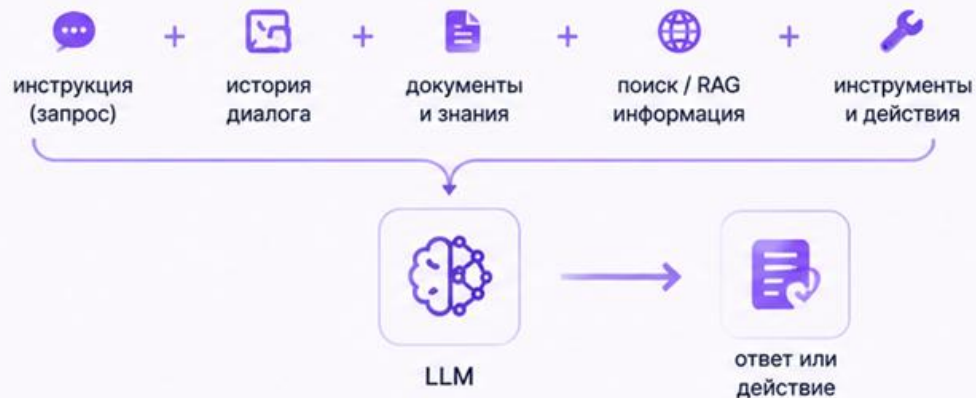 инструкция
(запрос)
история
диалога
документы
и знания
поиск / RAG
информация
инструменты
и действия
LLM
ответ или
действие